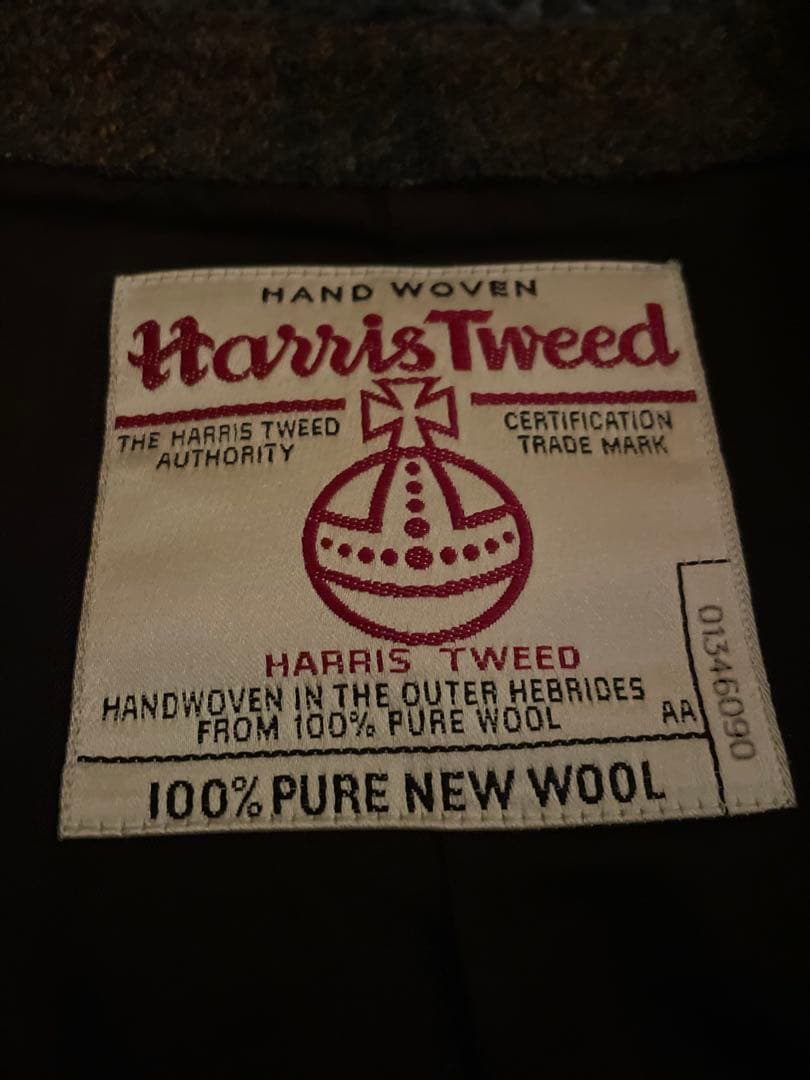 HAND WOVEN
Harris Tweed
THE HARRIS TWEED
AUTHORITY
CERTIFICATION
TRADE MARK
HARRIS TWEED
HANDWOVEN IN THE OUTER HEBRIDES
FROM 100% PURE WOOL
AA
01346090
100% PURE NEW WOOL